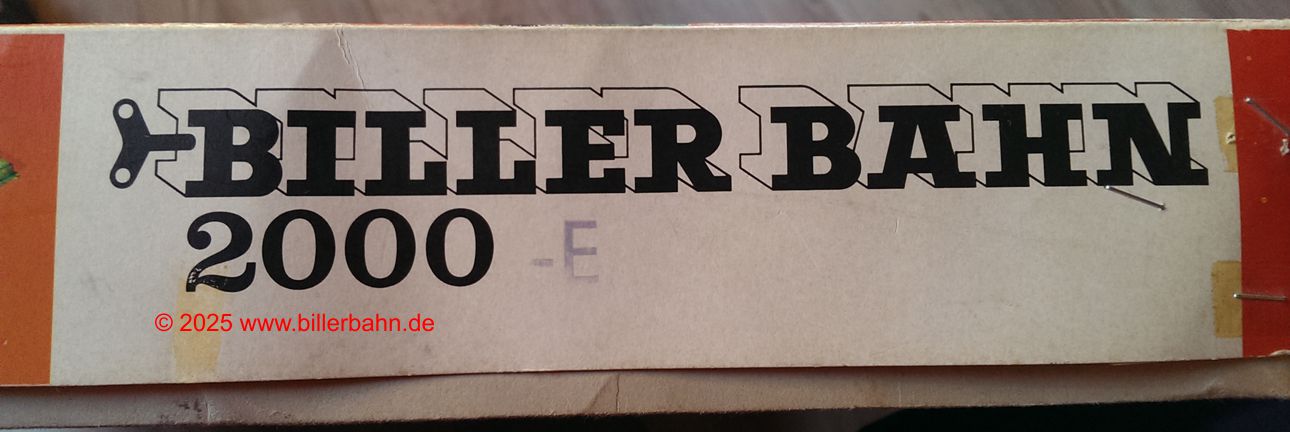 BILLER BAHN
2000 -E
© 2025 www.billerbahn.de